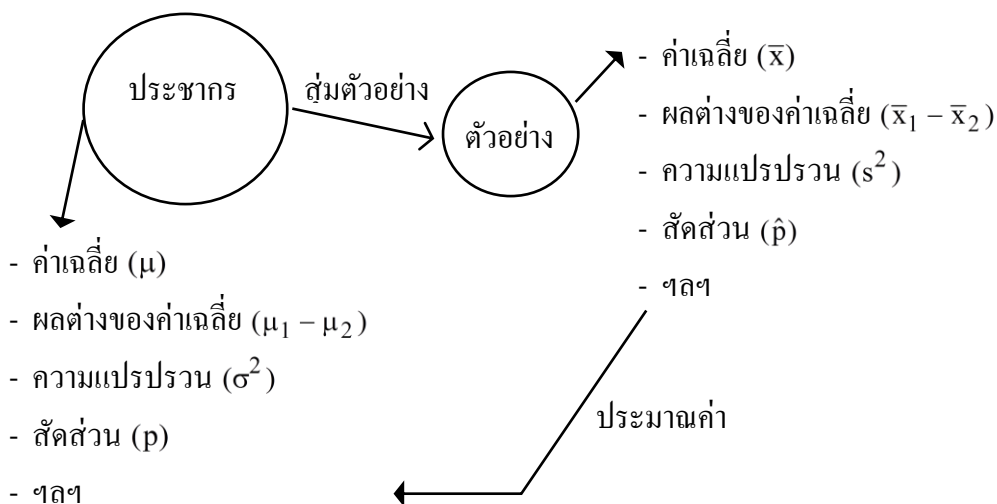 ประชากร
สุ่มตัวอย่าง
ตัวอย่าง
- ค่าเฉลี่ย (x̅)
- ผลต่างของค่าเฉลี่ย (x̅₁ – x̅₂)
- ความแปรปรวน (s²)
- สัดส่วน (p̂)
- ฯลฯ
- ค่าเฉลี่ย (μ)
- ผลต่างของค่าเฉลี่ย (μ₁ – μ₂)
- ความแปรปรวน (σ²)
- สัดส่วน (p)
- ฯลฯ
ประมาณค่า